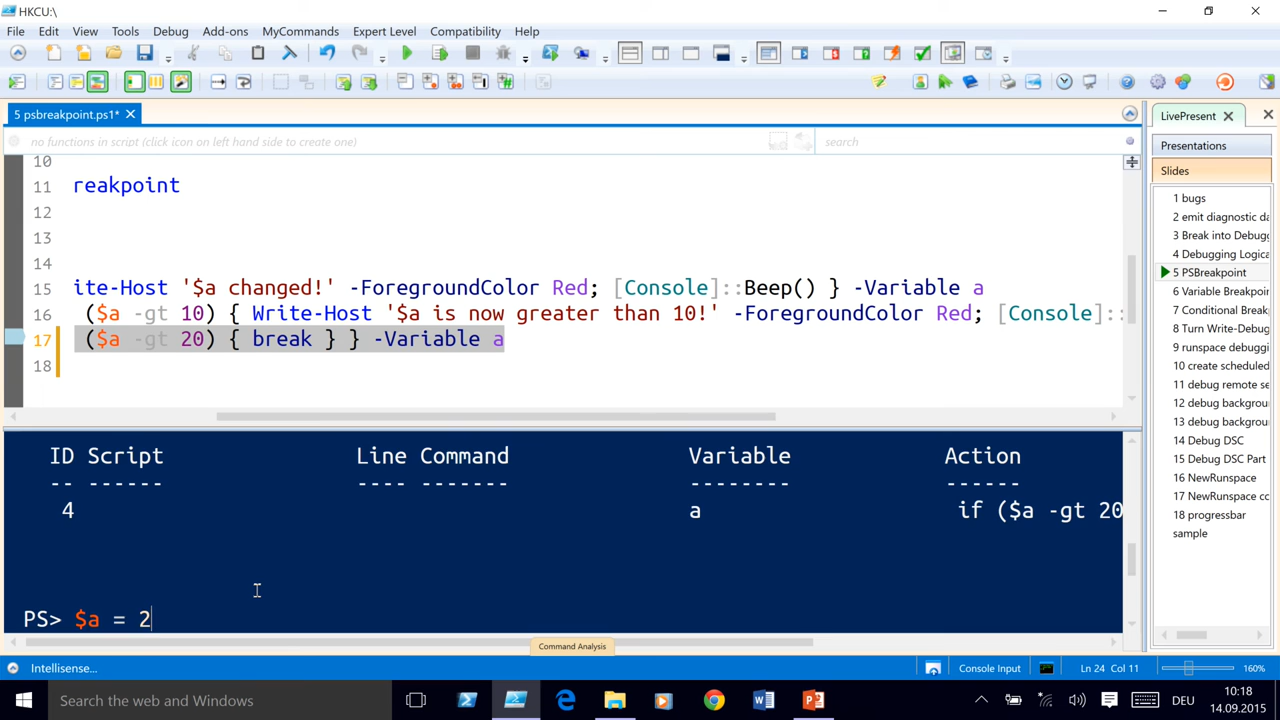 HKCU:\
File Edit View Tools Debug Add-ons MyCommands Expert Level Compatibility Help
5 psbreakpoint.ps1*
no functions in script (click icon on left hand side to create one)
search
10
11 reakpoint
12
13
14
15 ite-Host '$a changed!' -ForegroundColor Red; [Console]::Beep() } -Variable a
16 ($a -gt 10) { Write-Host '$a is now greater than 10!' -ForegroundColor Red; [Console]::
17 ($a -gt 20) { break } } -Variable a
18
ID Script Line Command Variable Action
-- ------ ---- ------- -------- ------
4 a if ($a -gt 20
PS> $a = 2
Command Analysis
LivePresent
Presentations
Slides
1 bugs
2 emit diagnostic da
3 Break into Debugg
4 Debugging Logica
5 PSBreakpoint
6 Variable Breakpoin
7 Conditional Break
8 Turn Write-Debug
9 runspace debuggi
10 create scheduled
11 debug remote se
12 debug backgrou
13 debug backgrou
14 Debug DSC
15 Debug DSC Part
16 NewRunspace
17 NewRunspace co
18 progressbar
sample
Intellisense...
Console Input
Ln 24 Col 11
160%
Search the web and Windows
DEU
10:18
14.09.2015